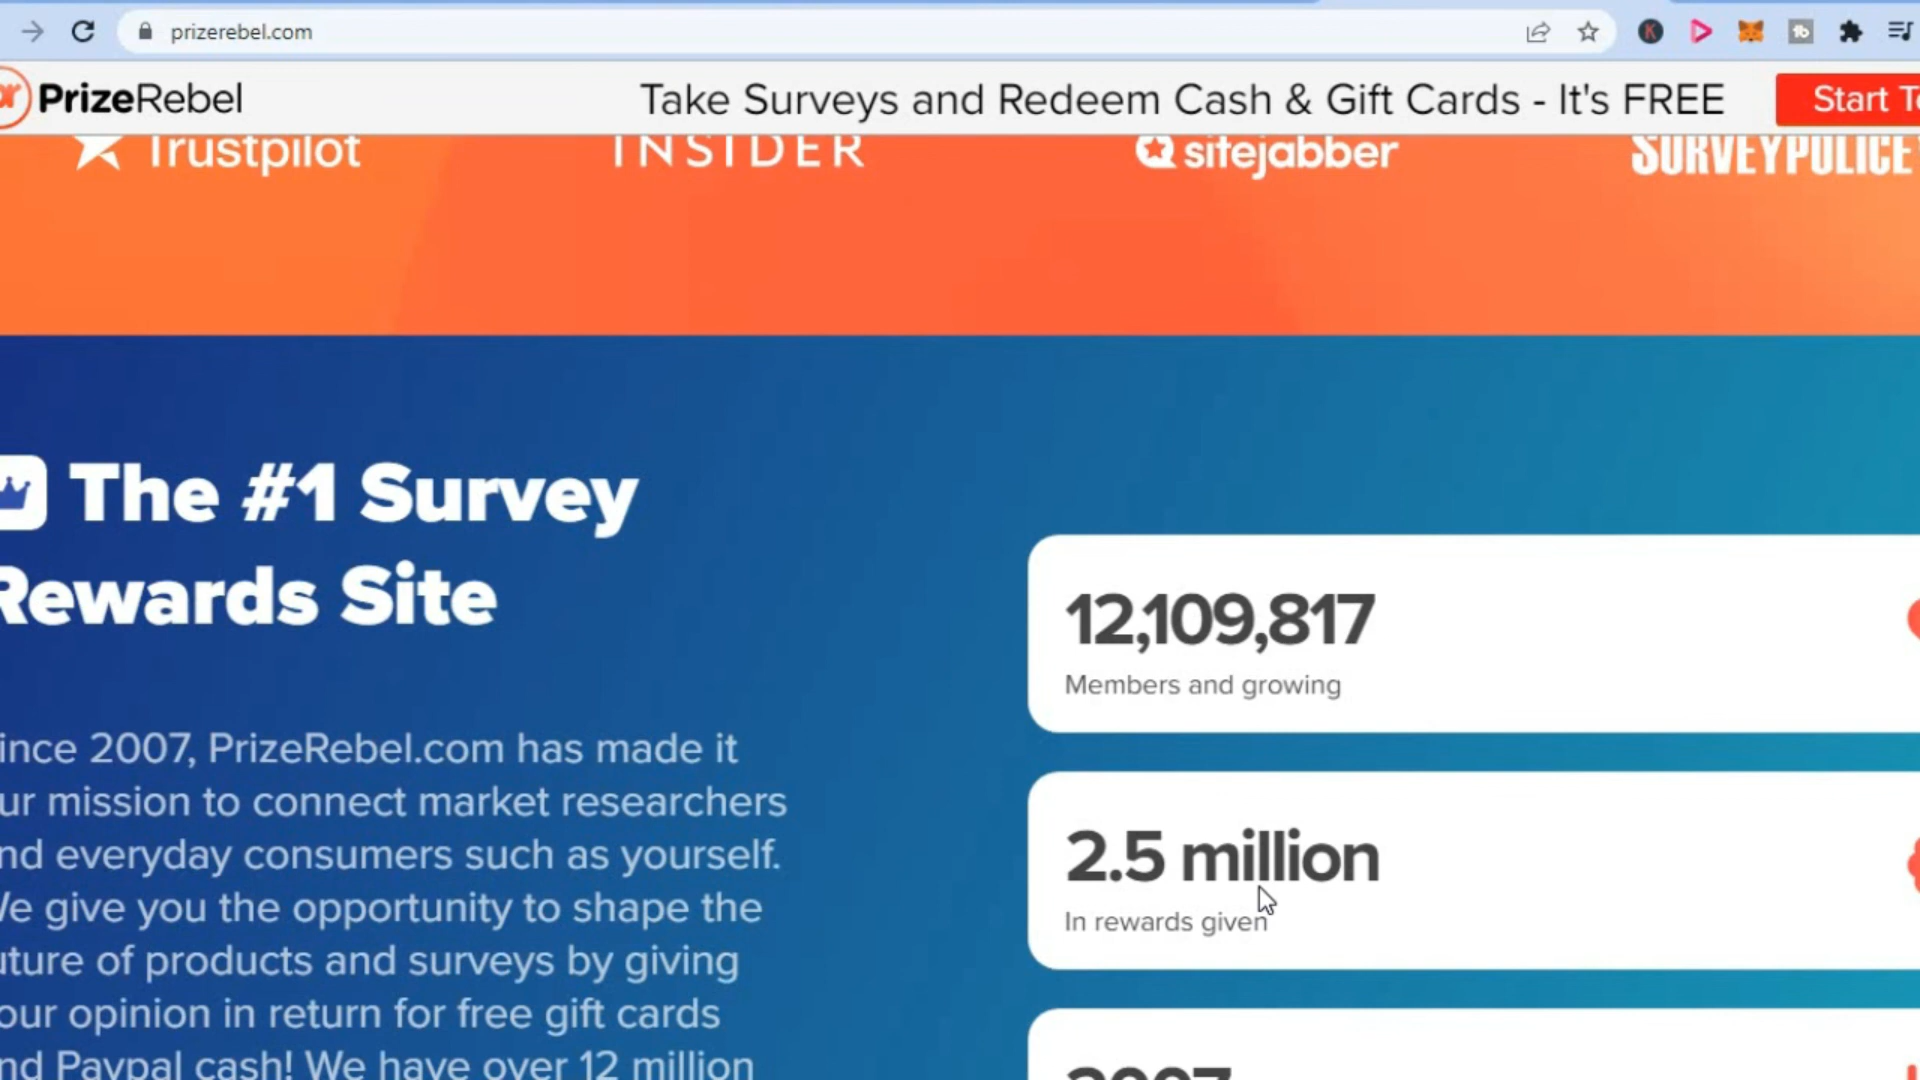 prizerebel.com
PrizeRebel
Take Surveys and Redeem Cash & Gift Cards - It's FREE
Start
Trustpilot
INSIDER
sitejabber
SURVEYPOLICE
The #1 Survey
Rewards Site
12,109,817
Members and growing
ince 2007, PrizeRebel.com has made it
ur mission to connect market researchers
nd everyday consumers such as yourself.
We give you the opportunity to shape the
uture of products and surveys by giving
our opinion in return for free gift cards
nd Paypal cash! We have over 12 million
2.5 million
In rewards given
2007